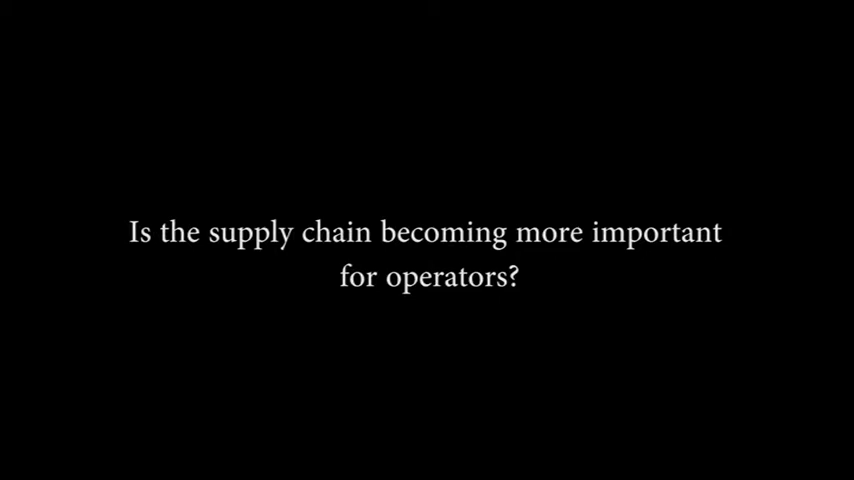 Is the supply chain becoming more important
for operators?